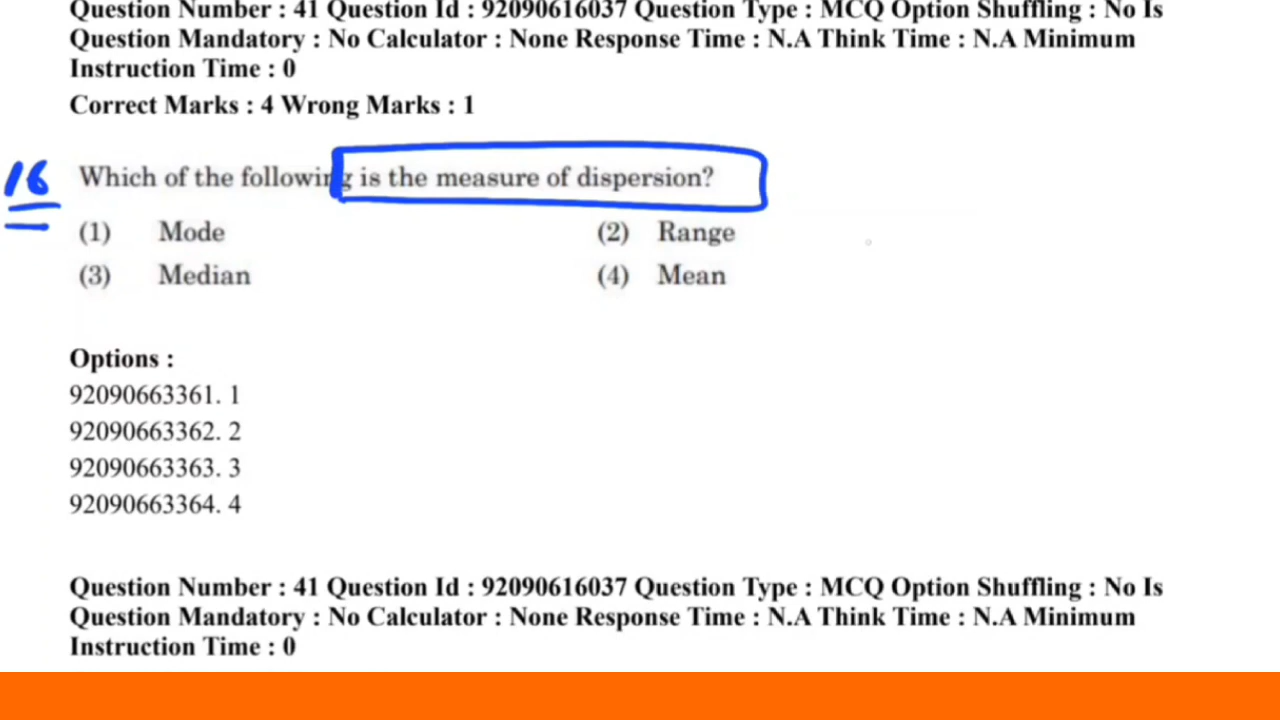 Question Number : 41 Question Id : 92090616037 Question Type : MCQ Option Shuffling : No Is
Question Mandatory : No Calculator : None Response Time : N.A Think Time : N.A Minimum
Instruction Time : 0
Correct Marks : 4 Wrong Marks : 1
16 Which of the following is the measure of dispersion?
(1) Mode (2) Range
(3) Median (4) Mean
Options :
92090663361. 1
92090663362. 2
92090663363. 3
92090663364. 4
Question Number : 41 Question Id : 92090616037 Question Type : MCQ Option Shuffling : No Is
Question Mandatory : No Calculator : None Response Time : N.A Think Time : N.A Minimum
Instruction Time : 0